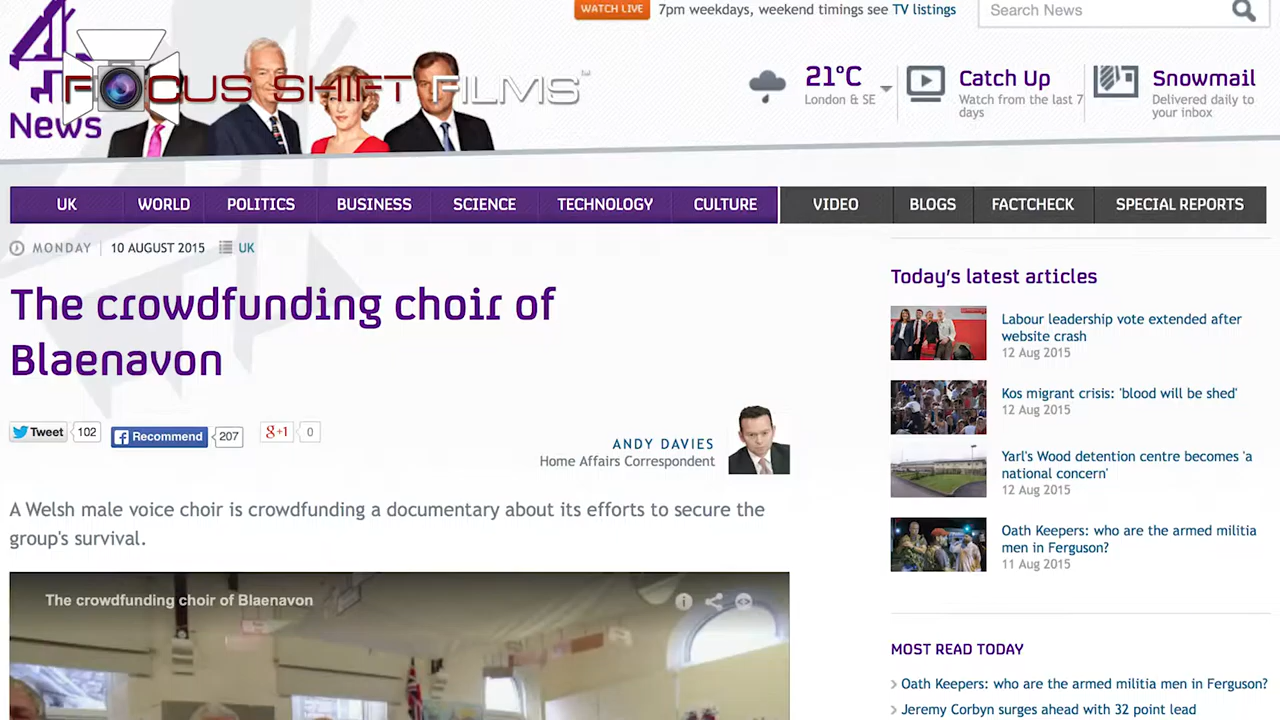 WATCH LIVE 7pm weekdays, weekend timings see TV listings
Search News
FOCUS SHIFT FILMS™
4
News
21°C
London & SE
Catch Up
Watch from the last 7
days
Snowmail
Delivered daily to
your inbox
UK WORLD POLITICS BUSINESS SCIENCE TECHNOLOGY CULTURE VIDEO BLOGS FACTCHECK SPECIAL REPORTS
MONDAY 10 AUGUST 2015 UK
The crowdfunding choir of
Blaenavon
Tweet 102 Recommend 207 g+1 0
ANDY DAVIES
Home Affairs Correspondent
A Welsh male voice choir is crowdfunding a documentary about its efforts to secure the
group's survival.
The crowdfunding choir of Blaenavon
Today's latest articles
Labour leadership vote extended after
website crash
12 Aug 2015
Kos migrant crisis: 'blood will be shed'
12 Aug 2015
Yarl's Wood detention centre becomes 'a
national concern'
12 Aug 2015
Oath Keepers: who are the armed militia
men in Ferguson?
11 Aug 2015
MOST READ TODAY
Oath Keepers: who are the armed militia men in Ferguson?
Jeremy Corbyn surges ahead with 32 point lead